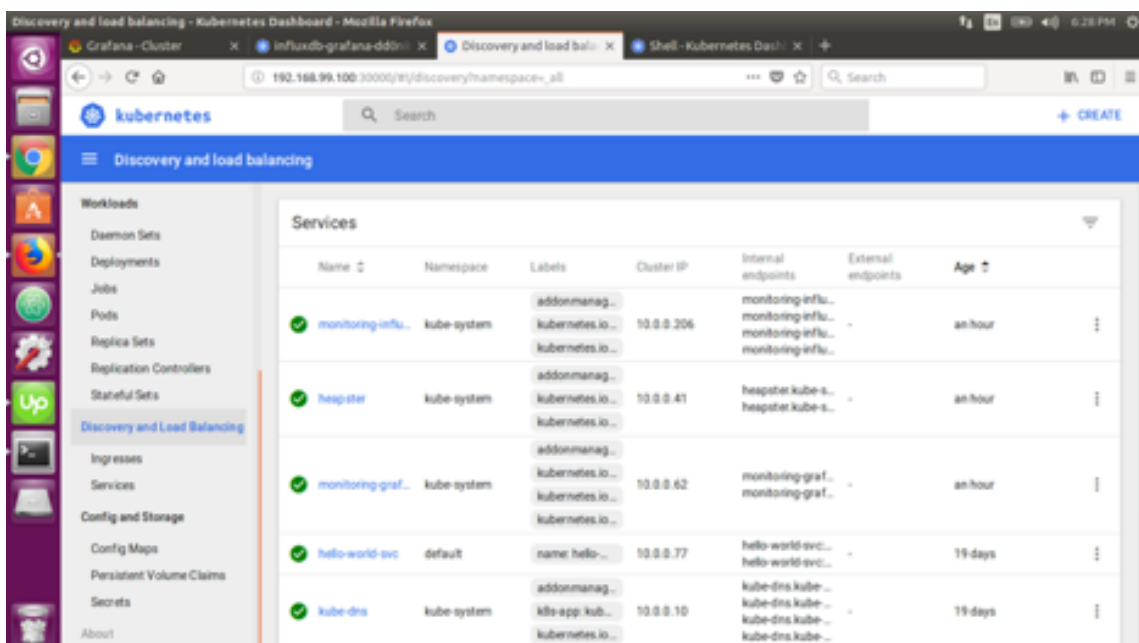 Discovery and load balancing - Kubernetes Dashboard - Mozilla Firefox
En
6:28 PM
Grafana - Cluster
influxdb-grafana-dd0n
Discovery and load bala
Shell - Kubernetes Dash
192.168.99.100:30000/#!/discovery?namespace=_all
Search
kubernetes
Search
+ CREATE
Discovery and load balancing
Workloads
Daemon Sets
Deployments
Jobs
Pods
Replica Sets
Replication Controllers
Stateful Sets
Discovery and Load Balancing
Ingresses
Services
Config and Storage
Config Maps
Persistent Volume Claims
Secrets
About
Services
Name
Namespace
Labels
Cluster IP
Internal endpoints
External endpoints
Age
monitoring-influ...
kube-system
addonmanag...
kubernetes.io...
kubernetes.io...
10.0.0.206
monitoring-influ...
monitoring-influ...
monitoring-influ...
monitoring-influ...
-
an hour
heapster
kube-system
addonmanag...
kubernetes.io...
kubernetes.io...
10.0.0.41
heapster.kube-s...
heapster.kube-s...
-
an hour
monitoring-graf...
kube-system
addonmanag...
kubernetes.io...
kubernetes.io...
kubernetes.io...
10.0.0.62
monitoring-graf...
monitoring-graf...
-
an hour
hello-world-svc
default
name: hello-...
10.0.0.77
hello-world-svc:...
hello-world-svc:...
-
19 days
kube-dns
kube-system
addonmanag...
k8s-app: kub...
kubernetes.io...
10.0.0.10
kube-dns.kube-...
kube-dns.kube-...
kube-dns.kube-...
kube-dns.kube-...
-
19 days
Up